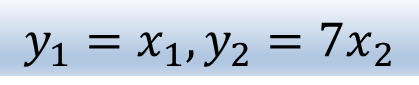 y₁ = x₁, y₂ = 7x₂